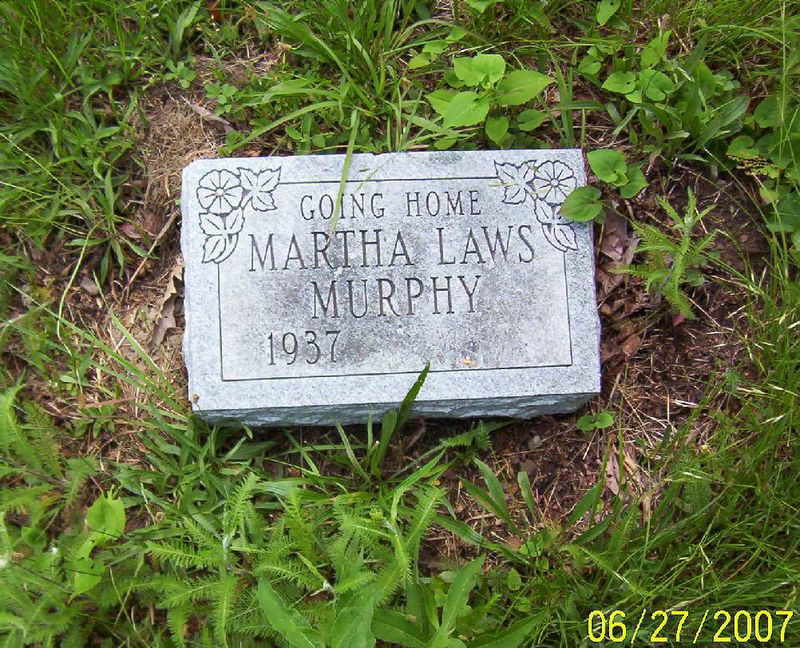 GOING HOME
MARTHA LAWS
MURPHY
1937
06/27/2007